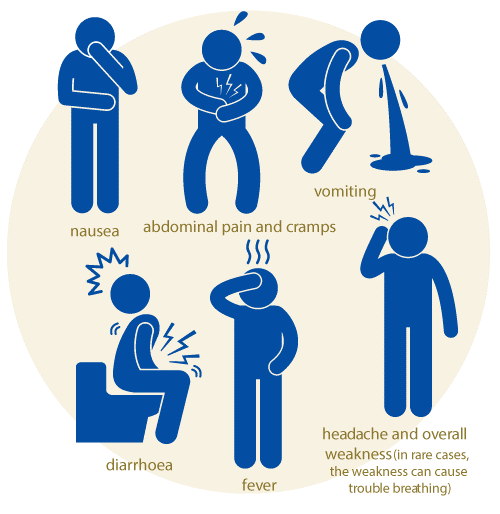 nausea
abdominal pain and cramps
vomiting
diarrhoea
fever
headache and overall
weakness (in rare cases,
the weakness can cause
trouble breathing)